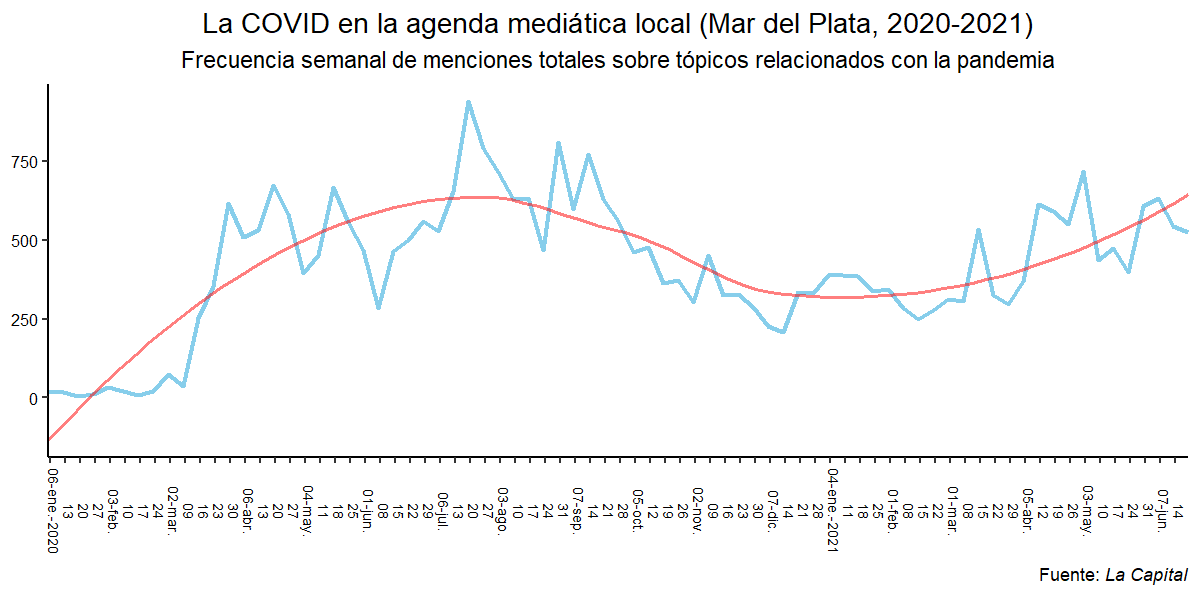 La COVID en la agenda mediática local (Mar del Plata, 2020-2021)
Frecuencia semanal de menciones totales sobre tópicos relacionados con la pandemia
750
500
250
0
06-ene.-2020
13
20
27
03-feb.
10
17
24
02-mar.
09
16
23
30
06-abr.
13
20
27
04-may.
11
18
25
01-jun.
08
15
22
29
06-jul.
13
20
27
03-ago.
10
17
24
31
07-sep.
14
21
28
05-oct.
12
19
26
02-nov.
09
16
23
30
07-dic.
14
21
28
04-ene.-2021
11
18
25
01-feb.
08
15
22
01-mar.
08
15
22
29
05-abr.
12
19
26
03-may.
10
17
24
31
07-jun.
14
Fuente: La Capital